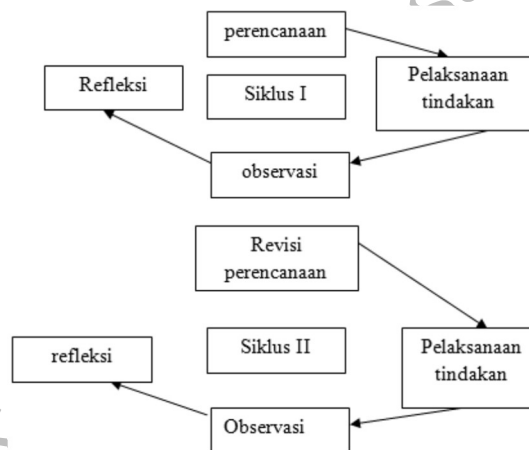 perencanaan
Refleksi
Siklus I
Pelaksanaan
tindakan
observasi
Revisi
perencanaan
refleksi
Siklus II
Pelaksanaan
tindakan
Observasi